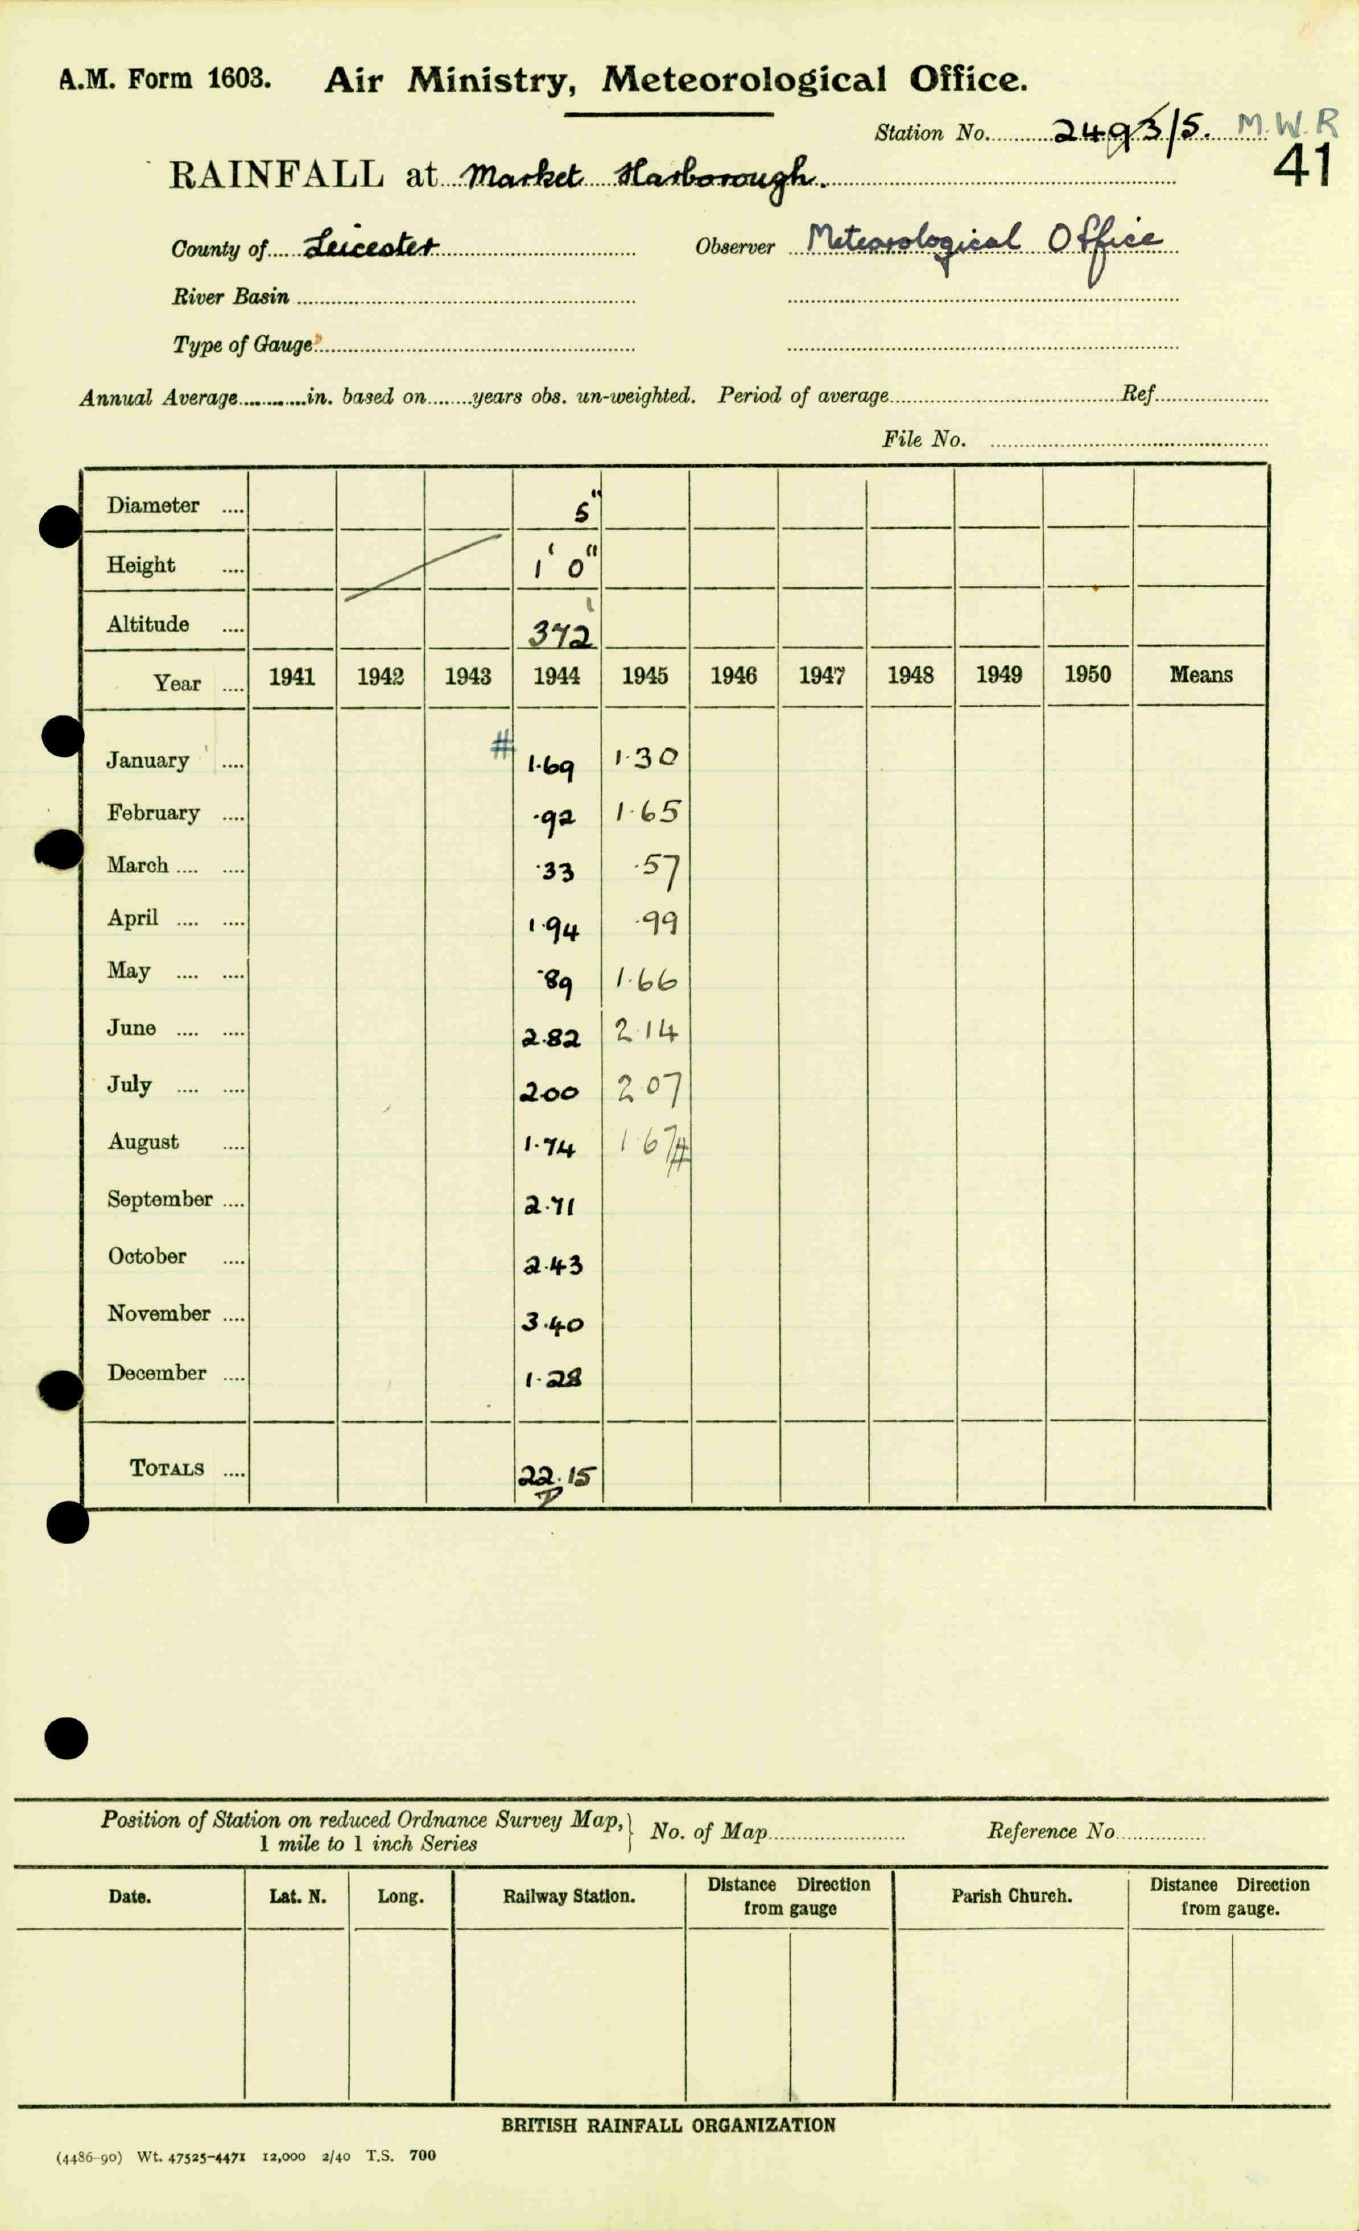 A.M. Form 1603. Air Ministry, Meteorological Office.
Station No. 2493/5. M.W.R
41
RAINFALL at Market Harborough.
County of Leicester Observer Meteorological Office
River Basin
Type of Gauge
Annual Average in. based on years obs. un-weighted. Period of average Ref
File No.
Diameter 5"
Height 1' 0"
Altitude 372'
Year 1941 1942 1943 1944 1945 1946 1947 1948 1949 1950 Means
January # 1.69 1.30
February .92 1.65
March .33 .57
April 1.94 .99
May .89 1.66
June 2.82 2.14
July 2.00 2.07
August 1.74 1.67#
September 2.71
October 2.43
November 3.40
December 1.28
TOTALS 22.15
Position of Station on reduced Ordnance Survey Map,} No. of Map Reference No
1 mile to 1 inch Series
Date. Lat. N. Long. Railway Station. Distance Direction from gauge Parish Church. Distance Direction from gauge.
BRITISH RAINFALL ORGANIZATION
(4486-90) Wt. 47525-4471 12,000 2/40 T.S. 700